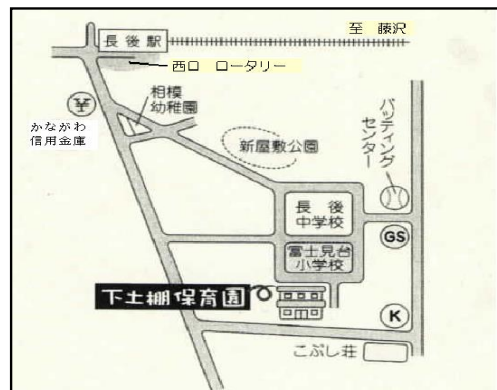 至 藤沢
長後駅
西口 ロータリー
相模
幼稚園
¥
かながわ
信用金庫
新屋敷公園
バッティング
センター
長後
中学校
GS
富士見台
小学校
下土棚保育園
K
こぶし荘